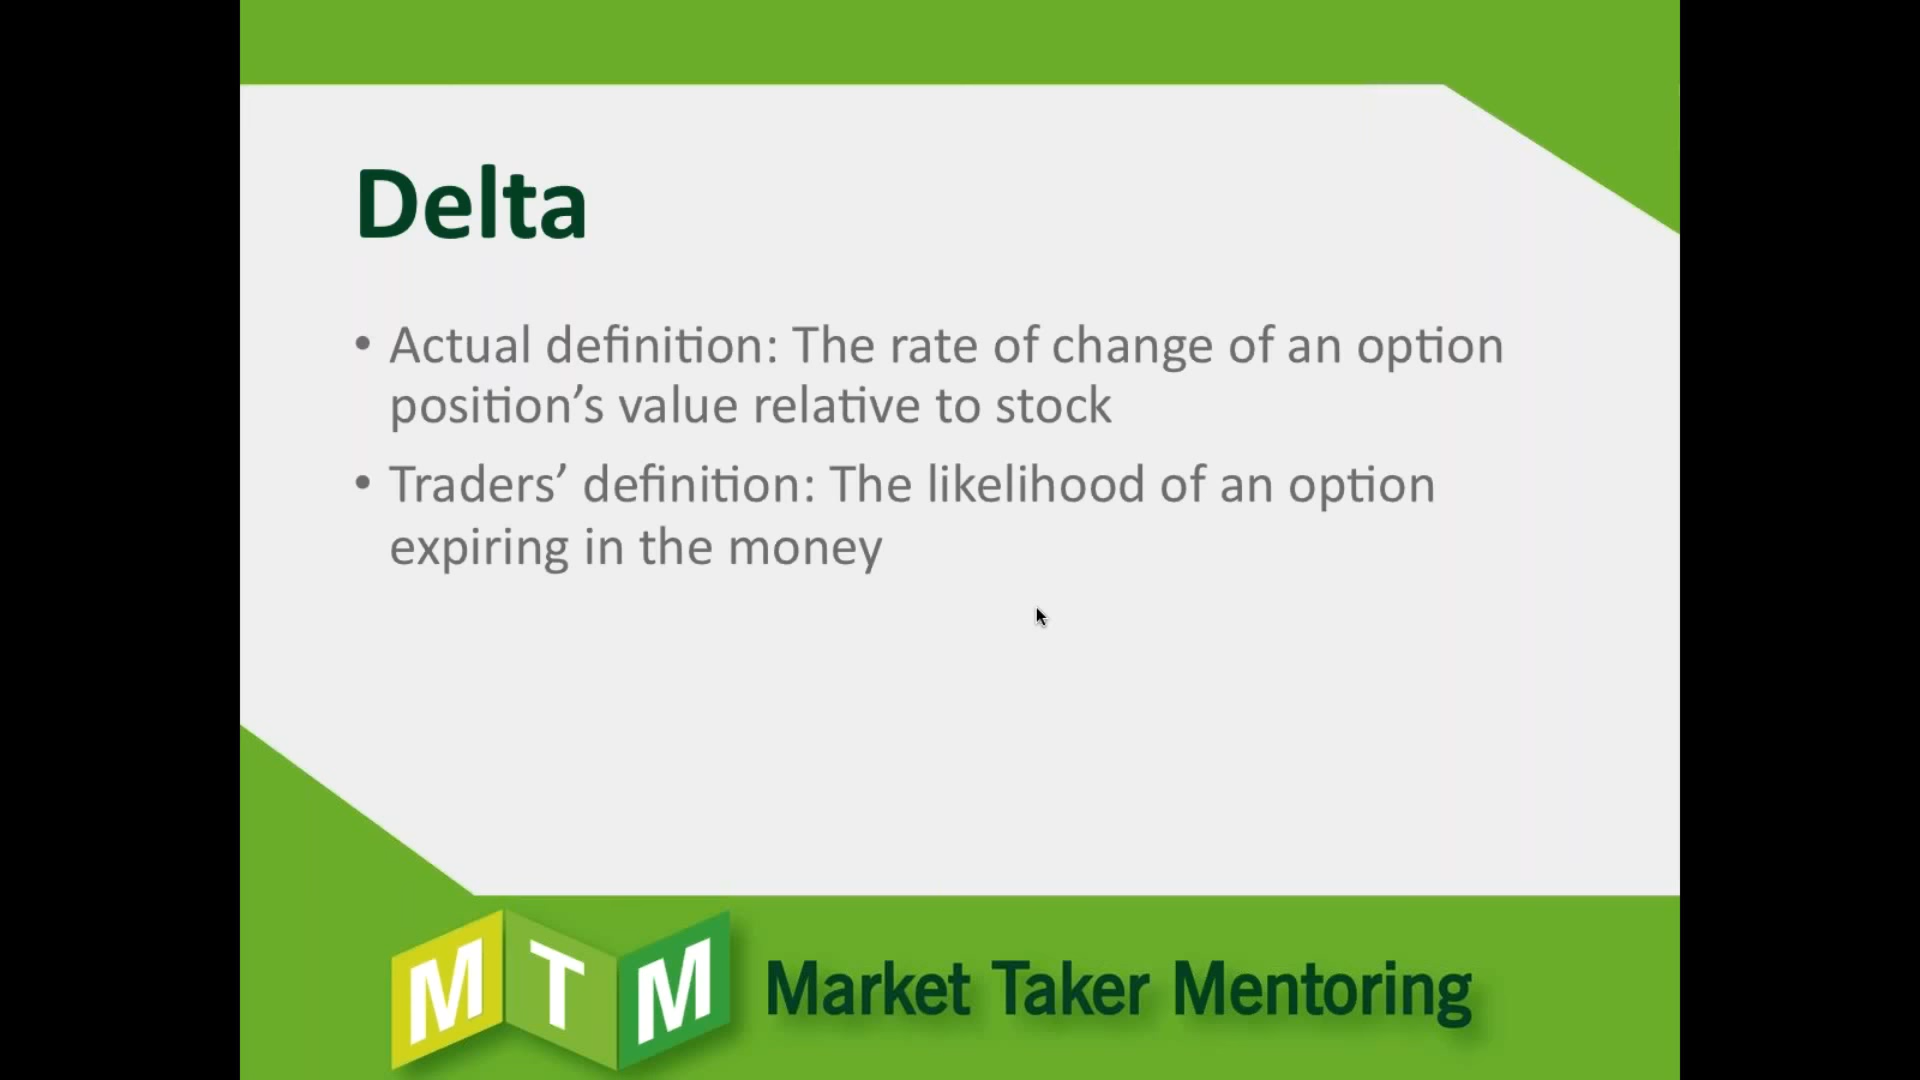 Delta
• Actual definition: The rate of change of an option
position’s value relative to stock
• Traders’ definition: The likelihood of an option
expiring in the money
MTM Market Taker Mentoring